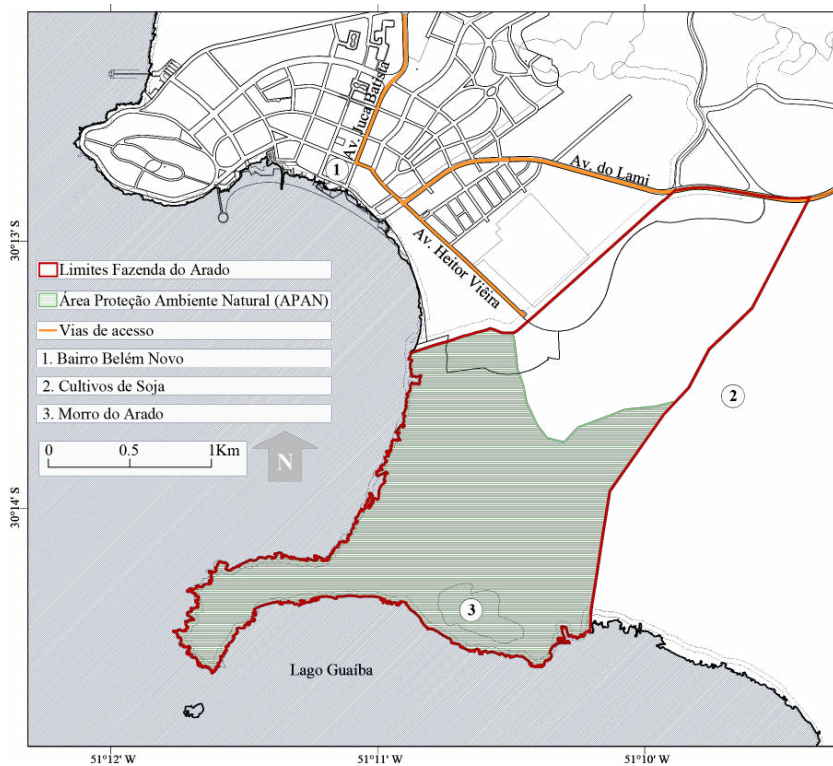 Av. Juca Batista
1
Av. do Lami
Av. Heitor Viêira
30°13' S
Limites Fazenda do Arado
Área Proteção Ambiente Natural (APAN)
Vias de acesso
1. Bairro Belém Novo
2. Cultivos de Soja
3. Morro do Arado
2
0 0.5 1Km
N
30°14' S
3
Lago Guaíba
51°12' W 51°11' W 51°10' W